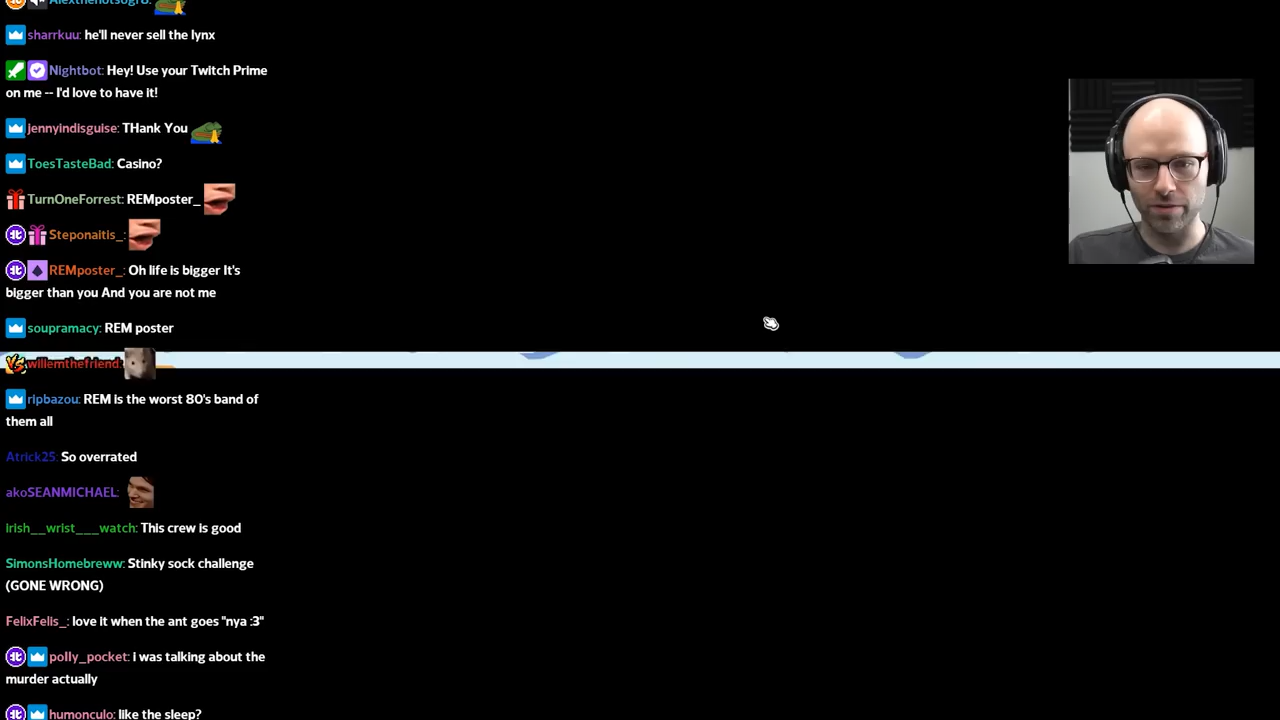 Alexthenotsogr8:
sharrkuu: he'll never sell the lynx
Nightbot: Hey! Use your Twitch Prime
on me -- I'd love to have it!
jennyindisguise: THank You
ToesTasteBad: Casino?
TurnOneForrest: REMposter_
Steponaitis_:
REMposter_: Oh life is bigger It's
bigger than you And you are not me
soupramacy: REM poster
willemthefriend:
ripbazou: REM is the worst 80's band of
them all
Atrick25: So overrated
akoSEANMICHAEL:
Irish__wrist___watch: This crew is good
SimonsHomebreww: Stinky sock challenge
(GONE WRONG)
FelixFelis_: love it when the ant goes "nya :3"
polly_pocket: i was talking about the
murder actually
humonculo: like the sleep?